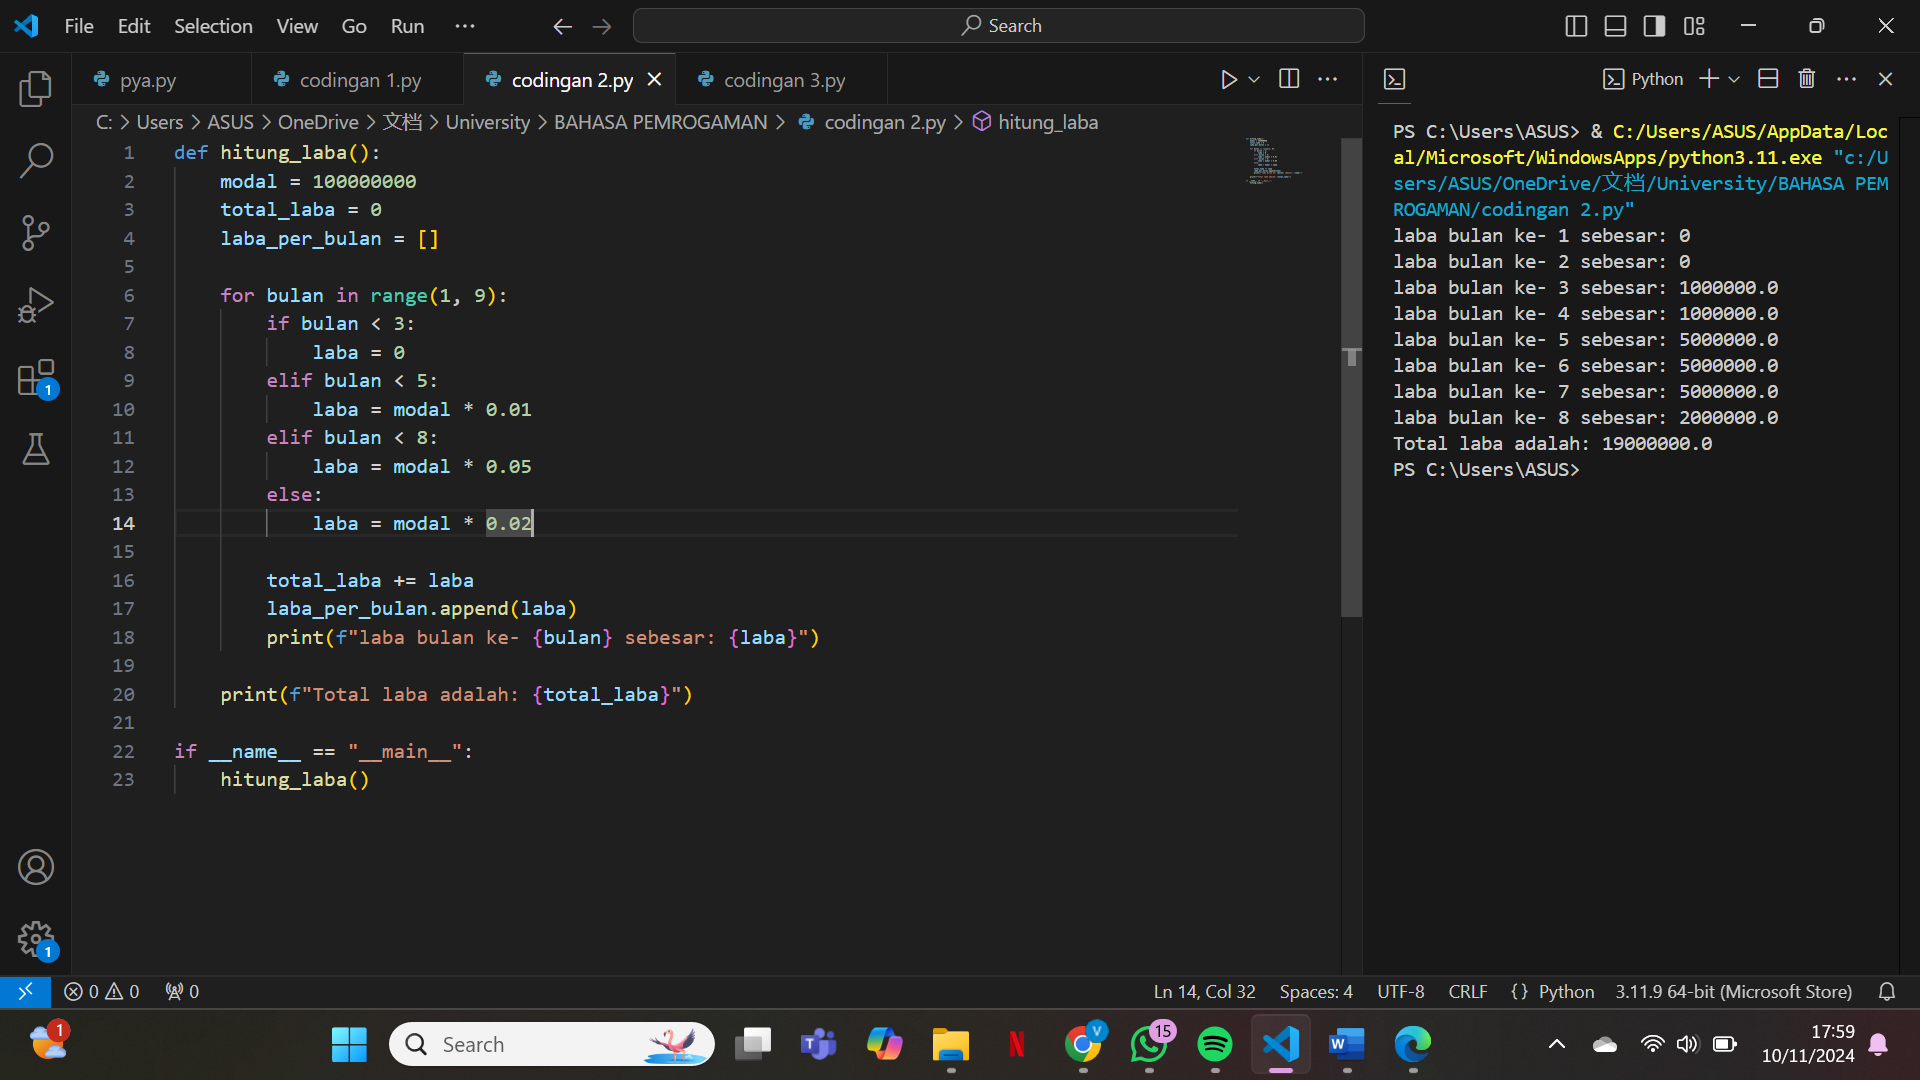 File Edit Selection View Go Run ···
Search
pya.py
codingan 1.py
codingan 2.py
codingan 3.py
C: > Users > ASUS > OneDrive > 文档 > University > BAHASA PEMROGAMAN > codingan 2.py > hitung_laba
1 def hitung_laba():
2     modal = 100000000
3     total_laba = 0
4     laba_per_bulan = []
5
6     for bulan in range(1, 9):
7         if bulan < 3:
8             laba = 0
9         elif bulan < 5:
10             laba = modal * 0.01
11         elif bulan < 8:
12             laba = modal * 0.05
13         else:
14             laba = modal * 0.02
15
16         total_laba += laba
17         laba_per_bulan.append(laba)
18         print(f"laba bulan ke- {bulan} sebesar: {laba}")
19
20     print(f"Total laba adalah: {total_laba}")
21
22 if __name__ == "__main__":
23     hitung_laba()
Python
PS C:\Users\ASUS> & C:/Users/ASUS/AppData/Loc
al/Microsoft/WindowsApps/python3.11.exe "c:/U
sers/ASUS/OneDrive/文档/University/BAHASA PEM
ROGAMAN/codingan 2.py"
laba bulan ke- 1 sebesar: 0
laba bulan ke- 2 sebesar: 0
laba bulan ke- 3 sebesar: 1000000.0
laba bulan ke- 4 sebesar: 1000000.0
laba bulan ke- 5 sebesar: 5000000.0
laba bulan ke- 6 sebesar: 5000000.0
laba bulan ke- 7 sebesar: 5000000.0
laba bulan ke- 8 sebesar: 2000000.0
Total laba adalah: 19000000.0
PS C:\Users\ASUS>
1
1
0 0 0
Ln 14, Col 32 Spaces: 4 UTF-8 CRLF {} Python 3.11.9 64-bit (Microsoft Store)
1
Search
T
N
V
15
W
17:59
10/11/2024